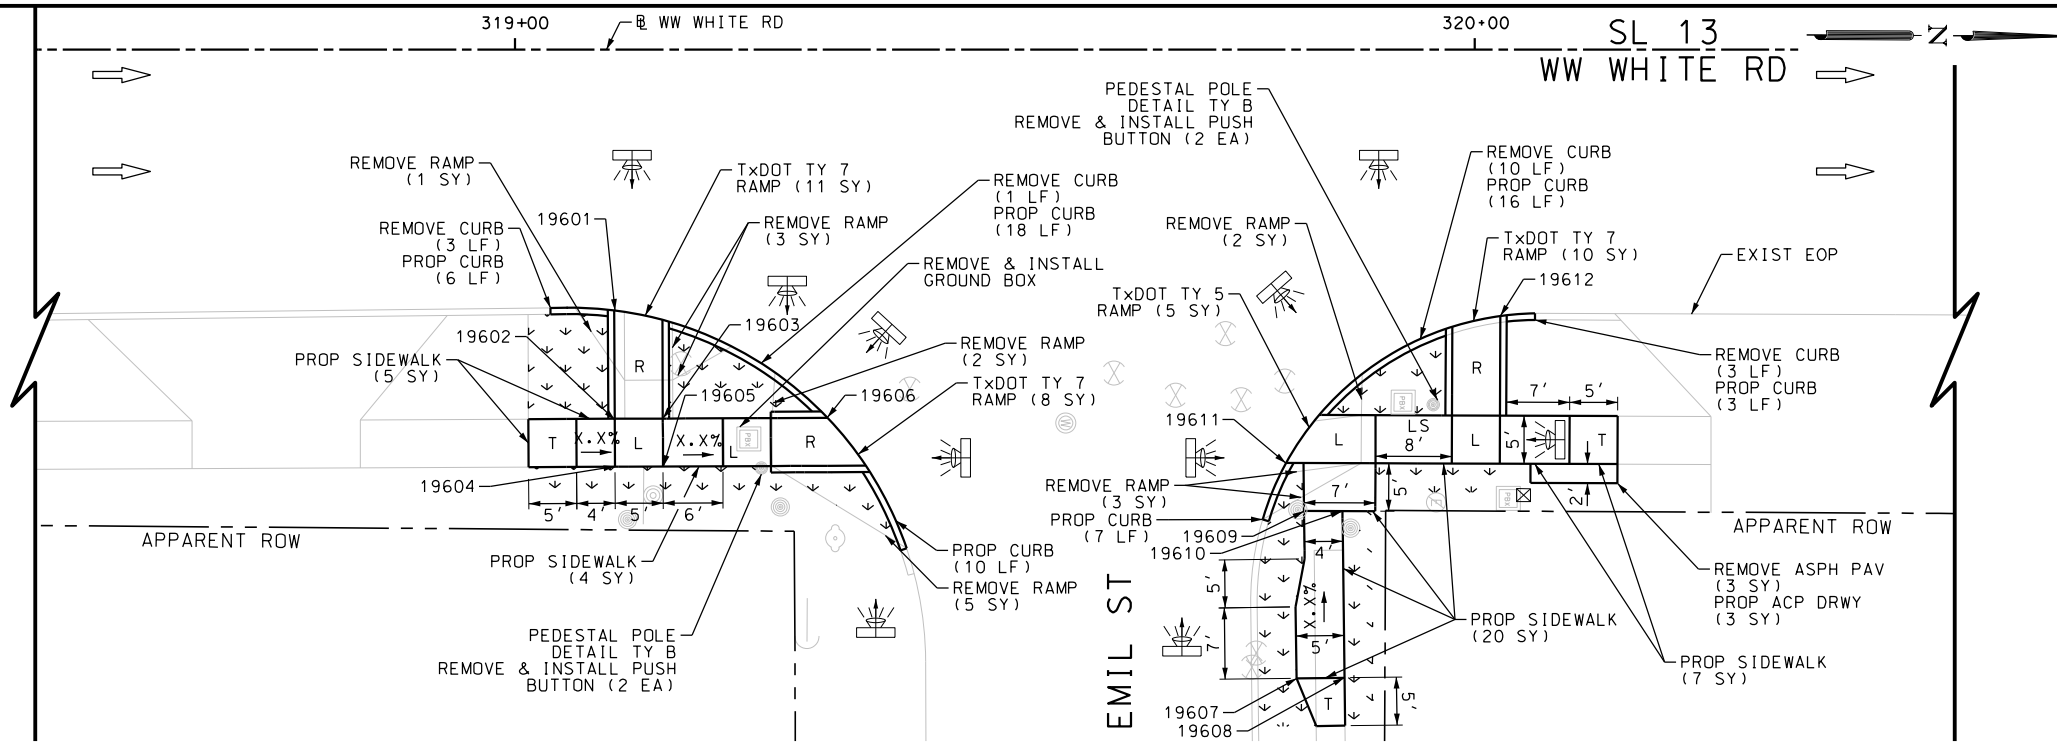 319+00
℄ WW WHITE RD
320+00
SL 13
N
WW WHITE RD
PEDESTAL POLE
DETAIL TY B
REMOVE & INSTALL PUSH
BUTTON (2 EA)
REMOVE RAMP
(1 SY)
TxDOT TY 7
RAMP (11 SY)
REMOVE CURB
(1 LF)
PROP CURB
(18 LF)
REMOVE CURB
(10 LF)
PROP CURB
(16 LF)
19601
REMOVE RAMP
(3 SY)
REMOVE RAMP
(2 SY)
REMOVE CURB
(3 LF)
PROP CURB
(6 LF)
TxDOT TY 7
RAMP (10 SY)
EXIST EOP
REMOVE & INSTALL
GROUND BOX
19612
TxDOT TY 5
RAMP (5 SY)
19602
19603
PROP SIDEWALK
(5 SY)
REMOVE RAMP
(2 SY)
REMOVE CURB
(3 LF)
PROP CURB
(3 LF)
R
R
TxDOT TY 7
RAMP (8 SY)
19605
19606
7'
5'
PBX
19611
T
X.X%
L
X.X%
L
PBX
R
L
LS
8'
L
5'
T
W
19604
REMOVE RAMP
(3 SY)
7'
5'
PBX
2'
5'
4'
5'
6'
PROP CURB
(7 LF)
19609
19610
APPARENT ROW
APPARENT ROW
PROP SIDEWALK
(4 SY)
PROP CURB
(10 LF)
REMOVE RAMP
(5 SY)
4'
5'
X.X%
REMOVE ASPH PAV
(3 SY)
PROP ACP DRWY
(3 SY)
EMIL ST
PROP SIDEWALK
(20 SY)
PEDESTAL POLE
DETAIL TY B
REMOVE & INSTALL PUSH
BUTTON (2 EA)
7'
5'
PROP SIDEWALK
(7 SY)
19607
19608
T
5'